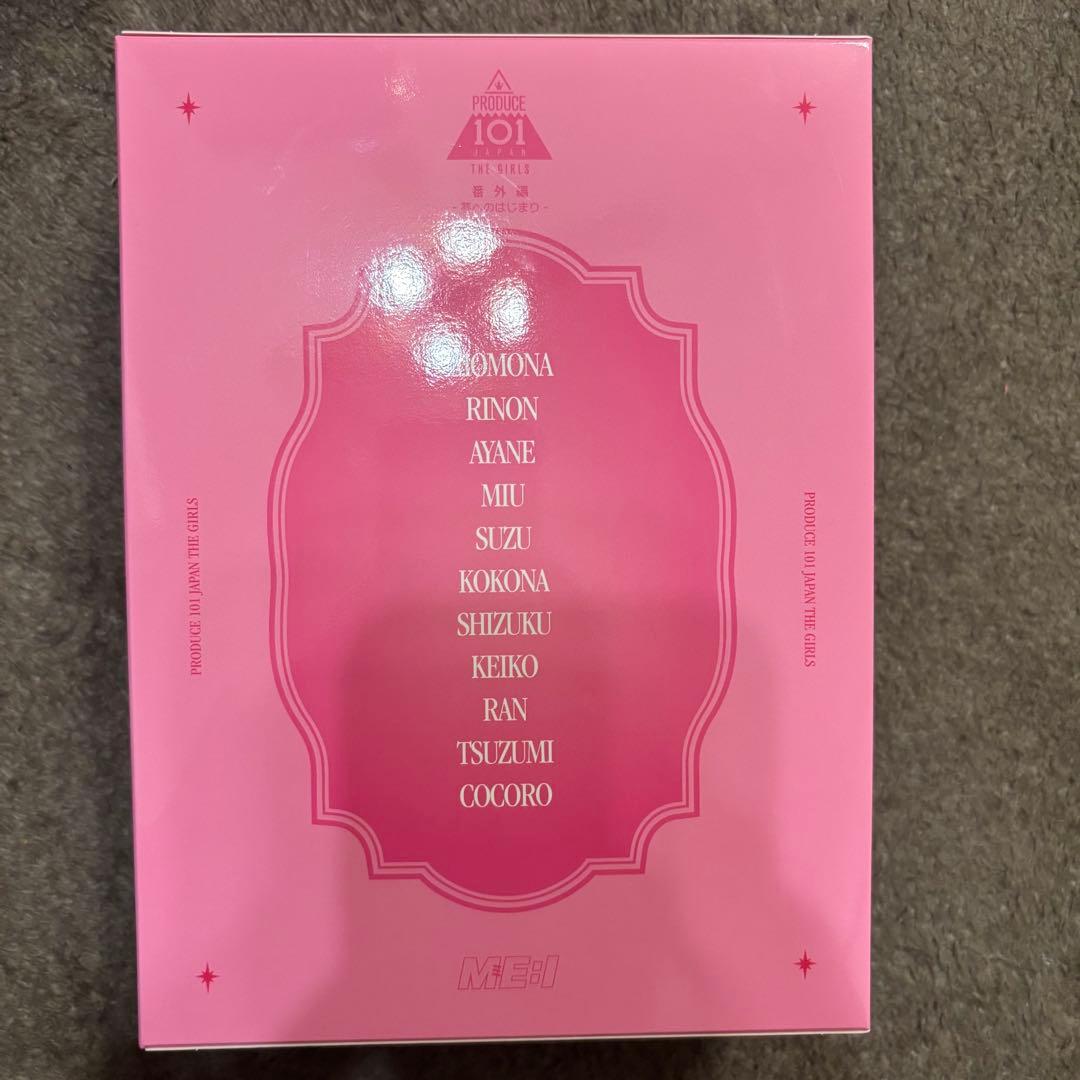 PRODUCE
101
JAPAN
THE GIRLS
番外編
-夢へのはじまり-
MOMONA
RINON
AYANE
MIU
SUZU
KOKONA
SHIZUKU
KEIKO
RAN
TSUZUMI
COCORO
PRODUCE 101 JAPAN THE GIRLS
PRODUCE 101 JAPAN THE GIRLS
ME:I